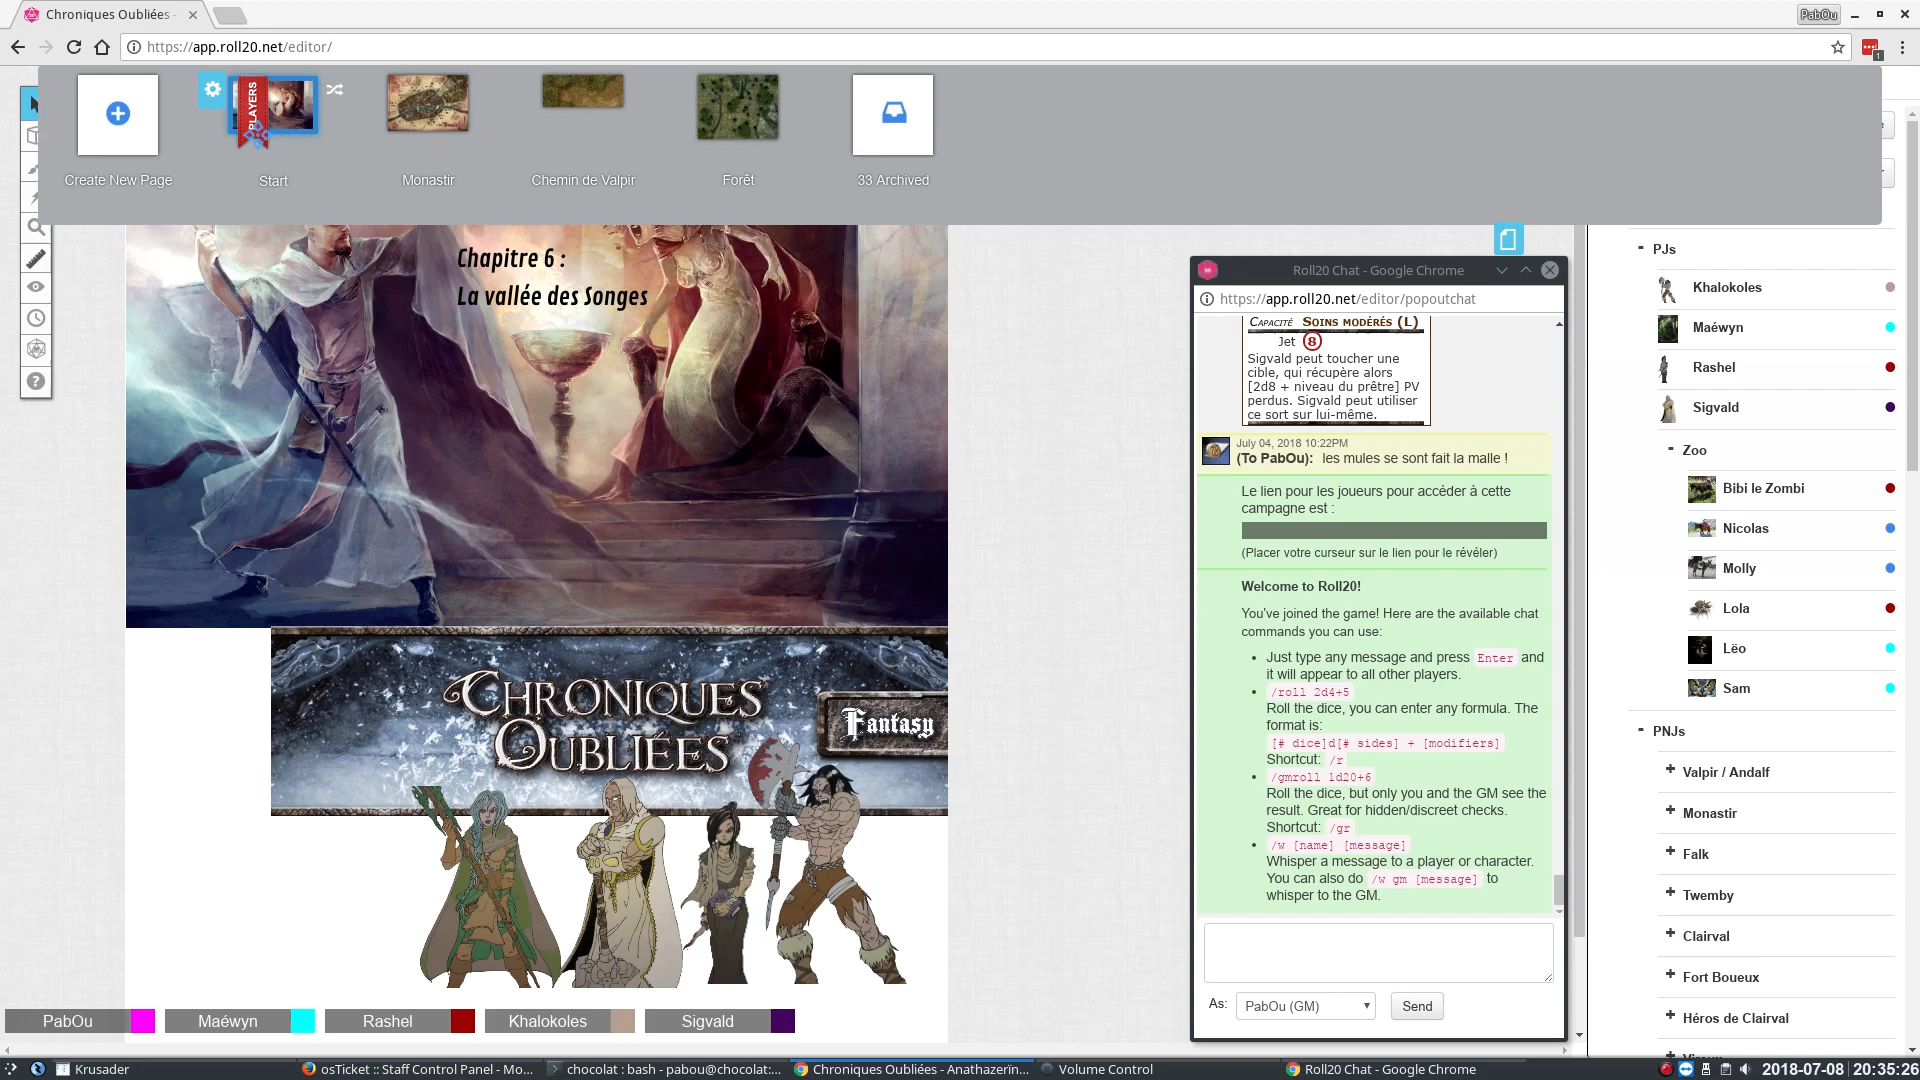 Chroniques Oubliées -
PabOu
https://app.roll20.net/editor/
1
PLAYERS
Create New Page
Start
Monastir
Chemin de Valpir
Forêt
33 Archived
Chapitre 6 :
La vallée des Songes
CHRONIQUES
OUBLIÉES
Fantasy
PabOu
Maéwyn
Rashel
Khalokoles
Sigvald
Roll20 Chat - Google Chrome
https://app.roll20.net/editor/popoutchat
CAPACITÉ SOINS MODÉRÉS (L)
Jet 8
Sigvald peut toucher une
cible, qui récupère alors
[2d8 + niveau du prêtre] PV
perdus. Sigvald peut utiliser
ce sort sur lui-même.
July 04, 2018 10:22PM
(To PabOu): les mules se sont fait la malle !
Le lien pour les joueurs pour accéder à cette
campagne est :
(Placer votre curseur sur le lien pour le révéler)
Welcome to Roll20!
You've joined the game! Here are the available chat
commands you can use:
• Just type any message and press Enter and
it will appear to all other players.
• /roll 2d4+5
Roll the dice, you can enter any formula. The
format is:
[# dice]d[# sides] + [modifiers]
Shortcut: /r
• /gmroll 1d20+6
Roll the dice, but only you and the GM see the
result. Great for hidden/discreet checks.
Shortcut: /gr
• /w [name] [message]
Whisper a message to a player or character.
You can also do /w gm [message] to
whisper to the GM.
As: PabOu (GM) Send
PJs
Khalokoles
Maéwyn
Rashel
Sigvald
Zoo
Bibi le Zombi
Nicolas
Molly
Lola
Lëo
Sam
PNJs
Valpir / Andalf
Monastir
Falk
Twemby
Clairval
Fort Boueux
Héros de Clairval
Krusader
osTicket :: Staff Control Panel - Mo...
chocolat : bash - pabou@chocolat:...
Chroniques Oubliées - Anathazerïn...
Volume Control
Roll20 Chat - Google Chrome
2018-07-08 20:35:26